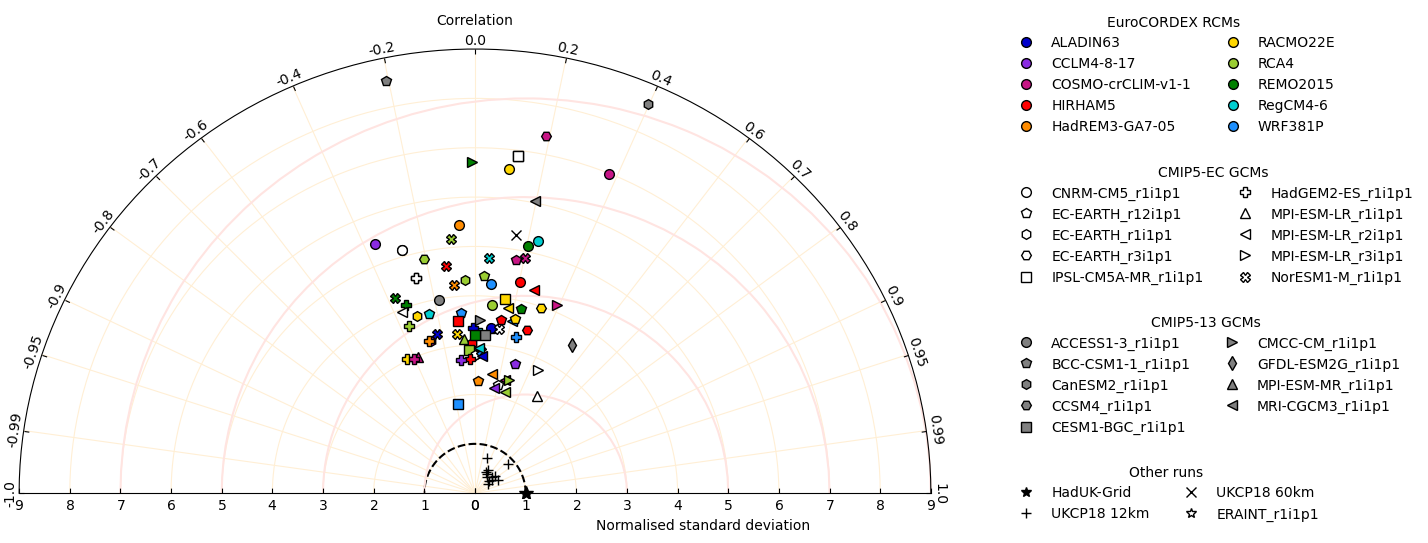 Correlation
-1.0
-0.99
-0.95
-0.9
-0.8
-0.7
-0.6
-0.4
-0.2
0.0
0.2
0.4
0.6
0.7
0.8
0.9
0.95
0.99
1.0
9 8 7 6 5 4 3 2 1 0 0 1 2 3 4 5 6 7 8 9
Normalised standard deviation
EuroCORDEX RCMs
ALADIN63
CCLM4-8-17
COSMO-crCLIM-v1-1
HIRHAM5
HadREM3-GA7-05
RACMO22E
RCA4
REMO2015
RegCM4-6
WRF381P
CMIP5-EC GCMs
CNRM-CM5_r1i1p1
EC-EARTH_r12i1p1
EC-EARTH_r1i1p1
EC-EARTH_r3i1p1
IPSL-CM5A-MR_r1i1p1
HadGEM2-ES_r1i1p1
MPI-ESM-LR_r1i1p1
MPI-ESM-LR_r2i1p1
MPI-ESM-LR_r3i1p1
NorESM1-M_r1i1p1
CMIP5-13 GCMs
ACCESS1-3_r1i1p1
BCC-CSM1-1_r1i1p1
CanESM2_r1i1p1
CCSM4_r1i1p1
CESM1-BGC_r1i1p1
CMCC-CM_r1i1p1
GFDL-ESM2G_r1i1p1
MPI-ESM-MR_r1i1p1
MRI-CGCM3_r1i1p1
Other runs
HadUK-Grid
UKCP18 12km
UKCP18 60km
ERAINT_r1i1p1